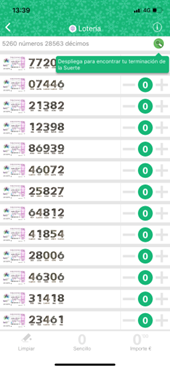 13:39
4G
Lotería
5260 números 28563 décimos
Despliega para encontrar tu terminación de
la Suerte
7720
07446 0
21382 0
12398 0
86939 0
46072 0
25827 0
64812 0
41854 0
28006 0
46306 0
31418 0
23461 0
0 0
Limpiar Sencillo Importe €